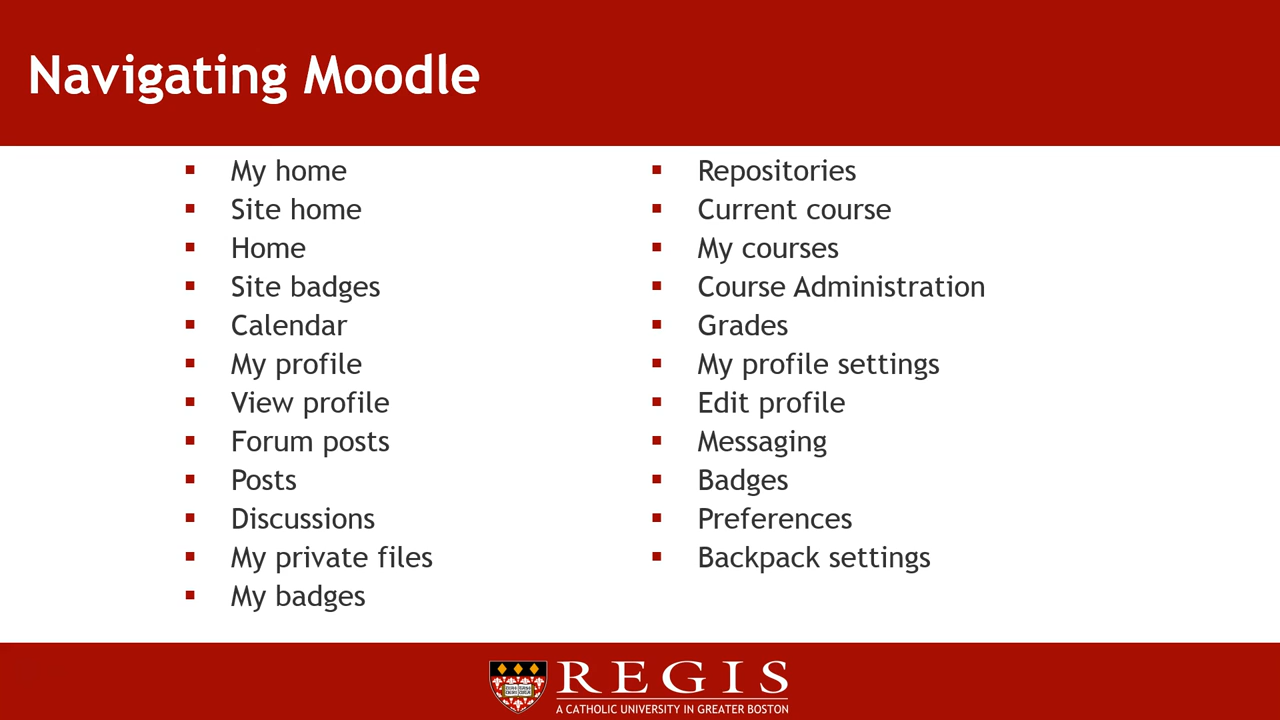 Navigating Moodle
▪ My home
▪ Site home
▪ Home
▪ Site badges
▪ Calendar
▪ My profile
▪ View profile
▪ Forum posts
▪ Posts
▪ Discussions
▪ My private files
▪ My badges
▪ Repositories
▪ Current course
▪ My courses
▪ Course Administration
▪ Grades
▪ My profile settings
▪ Edit profile
▪ Messaging
▪ Badges
▪ Preferences
▪ Backpack settings
REGIS
A CATHOLIC UNIVERSITY IN GREATER BOSTON